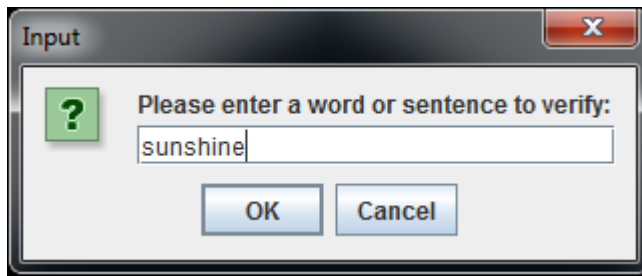 Input
Please enter a word or sentence to verify:
sunshine
OK Cancel